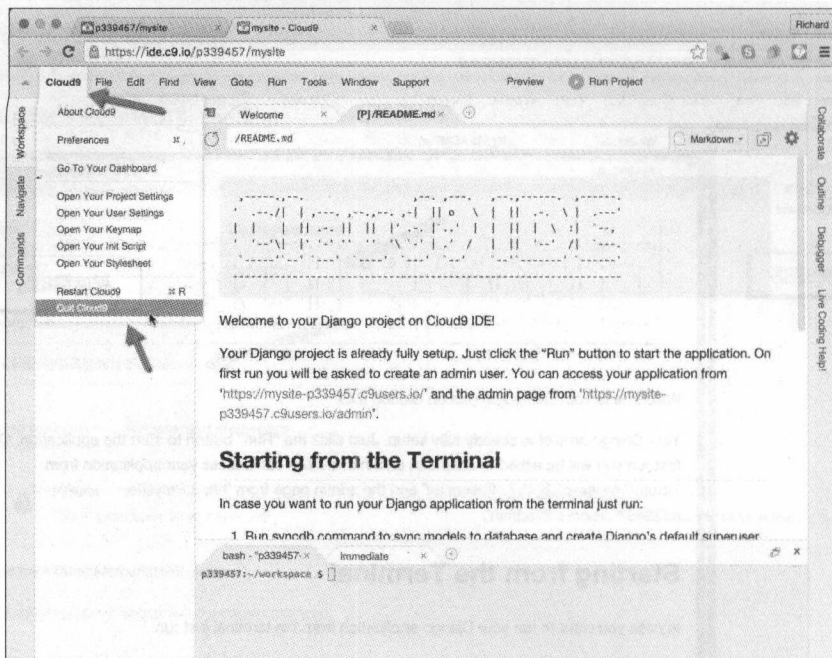 p339457/mysite × mysite - Cloud9 × Richard
https://ide.c9.io/p339457/mysite
Cloud9 File Edit Find View Goto Run Tools Window Support Preview Run Project
Workspace
Navigate
Commands
About Cloud9
Preferences ⌘ ,
Go To Your Dashboard
Open Your Project Settings
Open Your User Settings
Open Your Keymap
Open Your Init Script
Open Your Stylesheet
Restart Cloud9 ⌘ R
Quit Cloud9
Welcome × [P] /README.md ×
/README.md Markdown
Welcome to your Django project on Cloud9 IDE!
Your Django project is already fully setup. Just click the "Run" button to start the application. On
first run you will be asked to create an admin user. You can access your application from
'https://mysite-p339457.c9users.io/' and the admin page from 'https://mysite-
p339457.c9users.io/admin'.
Starting from the Terminal
In case you want to run your Django application from the terminal just run:
1. Run syncdb command to sync models to database and create Django's default superuser
bash - "p339457- × Immediate ×
p339457:~/workspace $
Collaborate
Outline
Debugger
Live Coding Help!